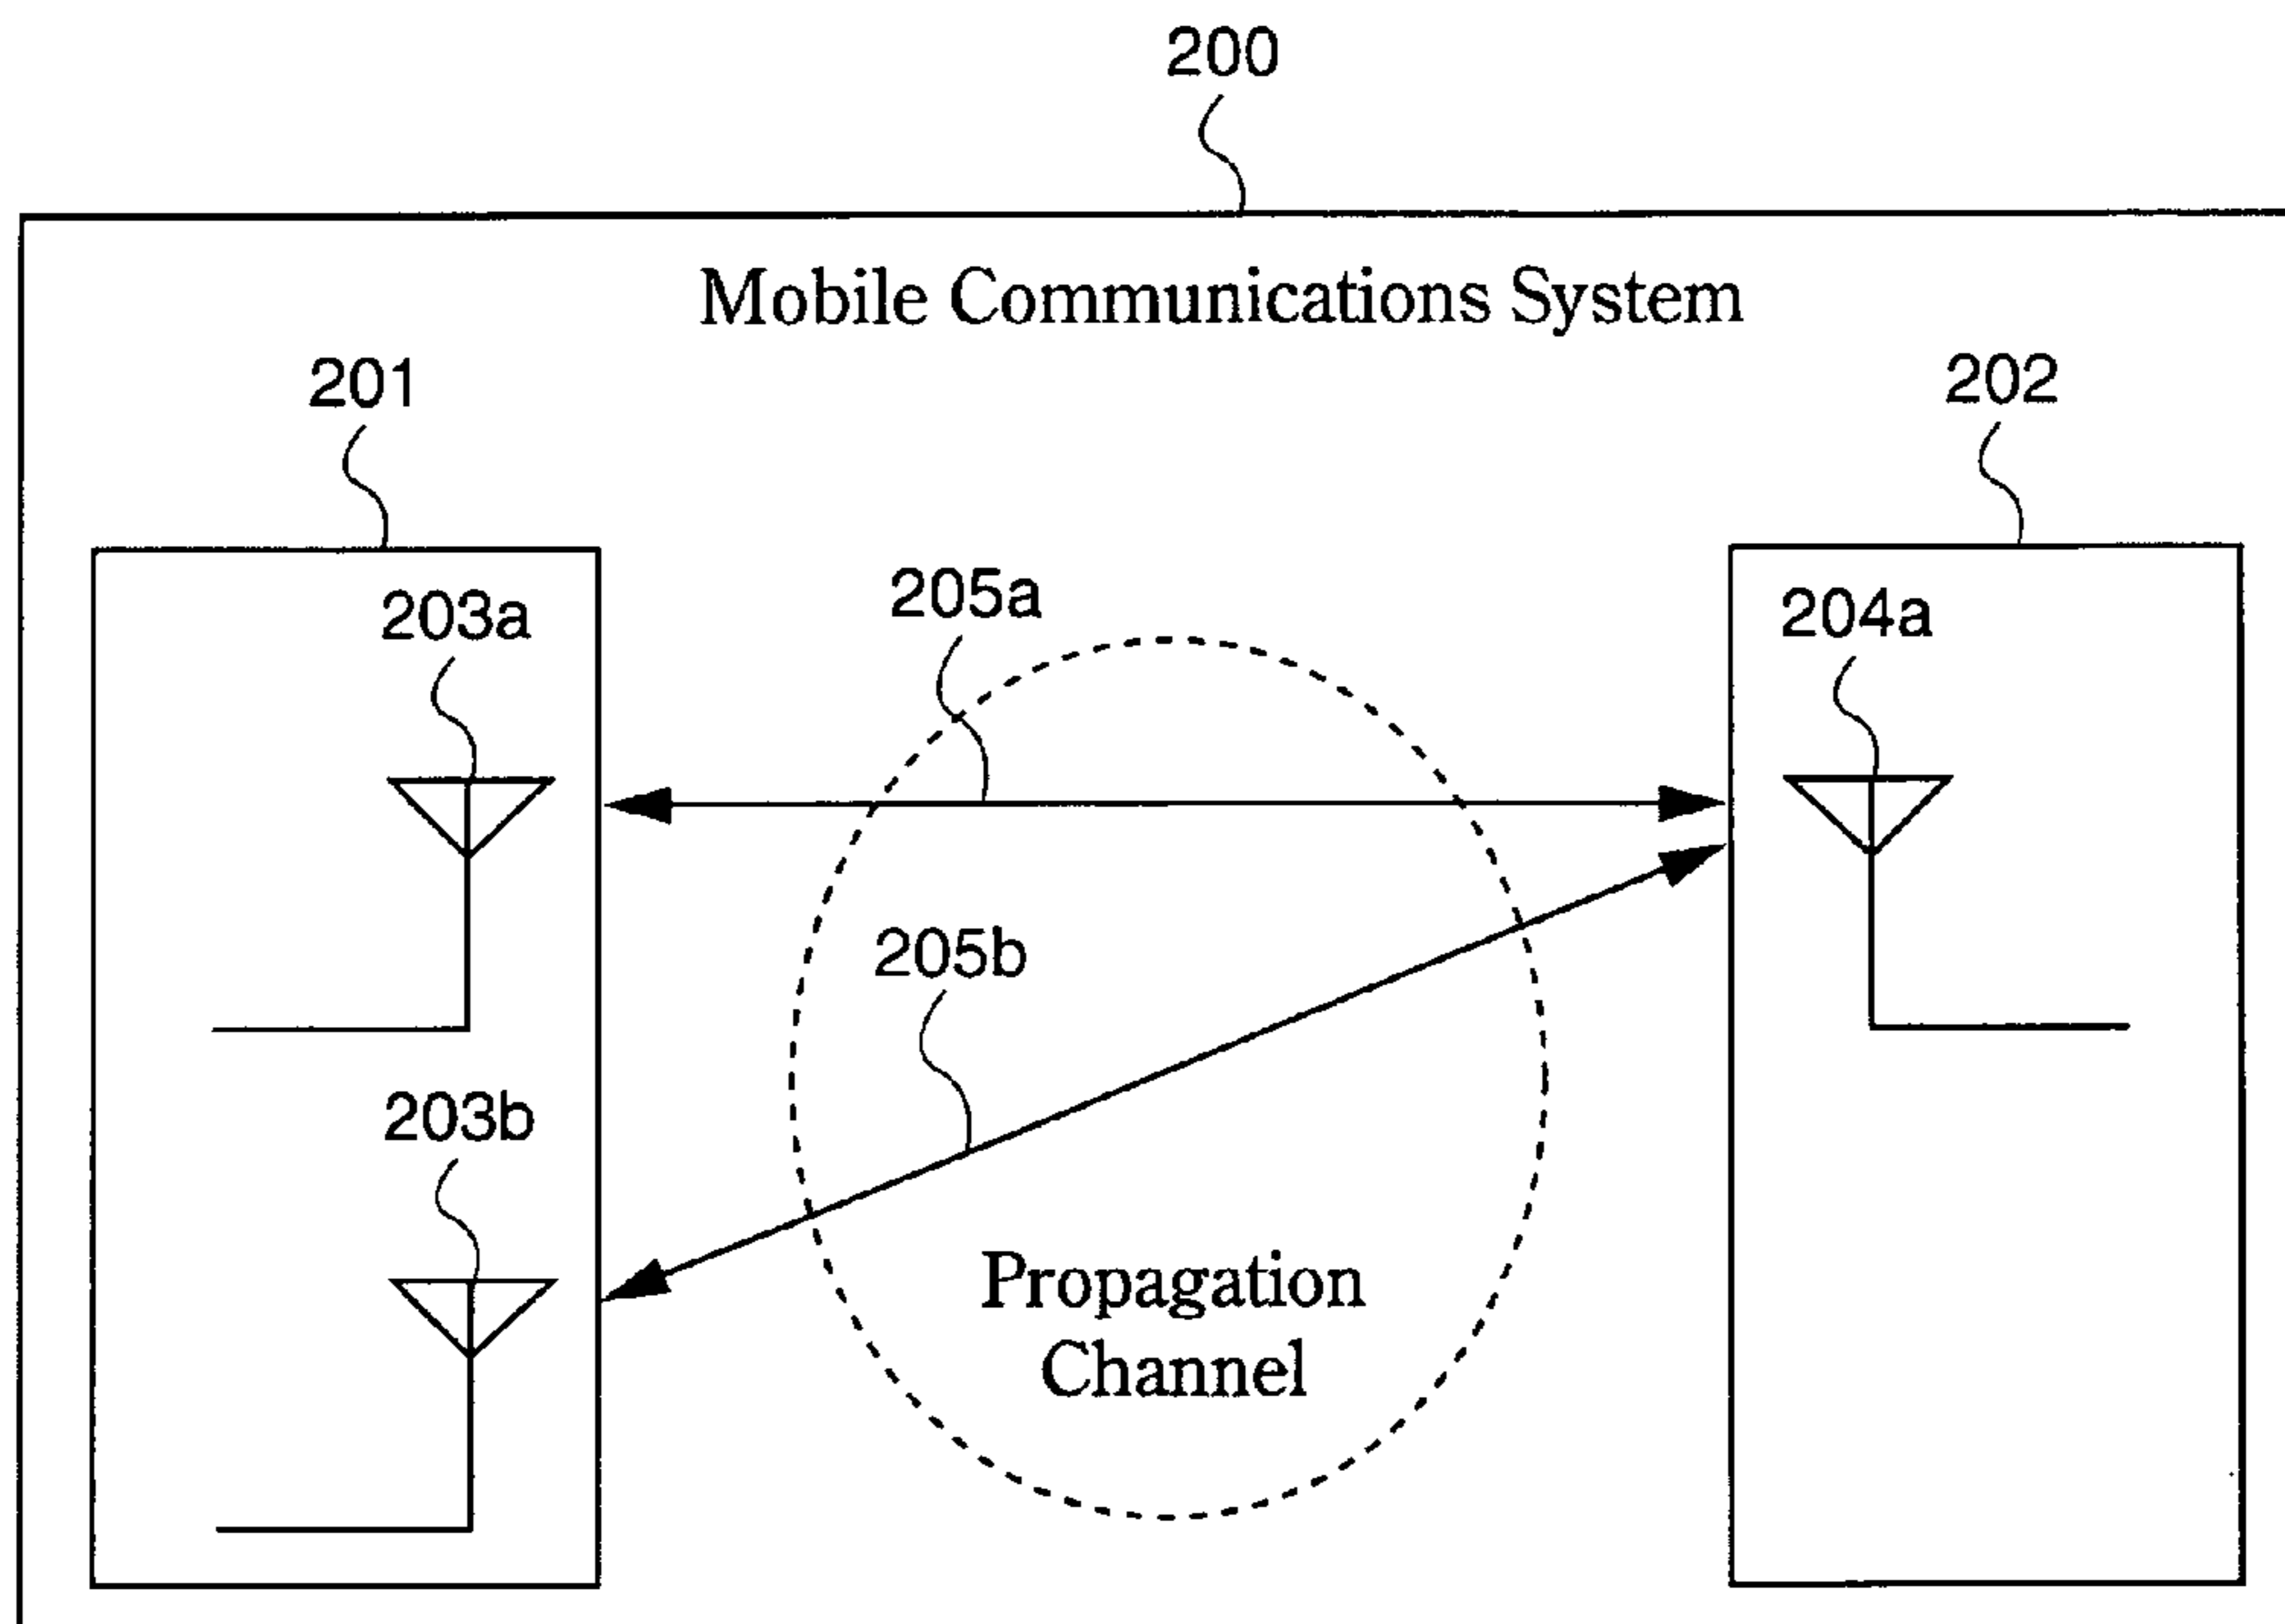 200
Mobile Communications System
201
202
203a
205a
204a
205b
203b
Propagation
Channel